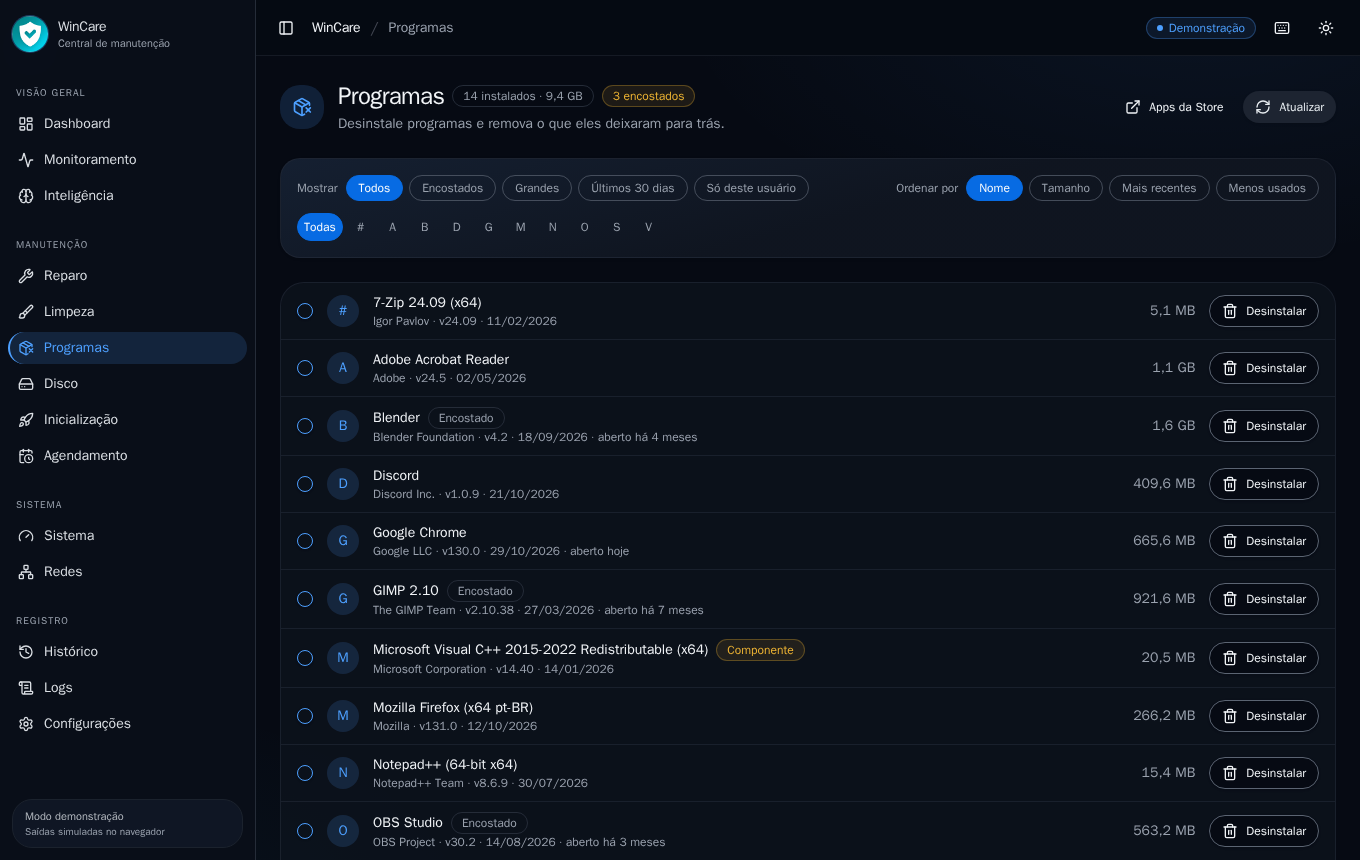 WinCare
Central de manutenção
VISÃO GERAL
Dashboard
Monitoramento
Inteligência
MANUTENÇÃO
Reparo
Limpeza
Programas
Disco
Inicialização
Agendamento
SISTEMA
Sistema
Redes
REGISTRO
Histórico
Logs
Configurações
Modo demonstração
Saídas simuladas no navegador
WinCare / Programas
Demonstração
Programas 14 instalados · 9,4 GB 3 encostados
Desinstale programas e remova o que eles deixaram para trás.
Apps da Store Atualizar
Mostrar Todos Encostados Grandes Últimos 30 dias Só deste usuário Ordenar por Nome Tamanho Mais recentes Menos usados
Todas # A B D G M N O S V
# 7-Zip 24.09 (x64) 5,1 MB Desinstalar
Igor Pavlov · v24.09 · 11/02/2026
A Adobe Acrobat Reader 1,1 GB Desinstalar
Adobe · v24.5 · 02/05/2026
B Blender Encostado 1,6 GB Desinstalar
Blender Foundation · v4.2 · 18/09/2026 · aberto há 4 meses
D Discord 409,6 MB Desinstalar
Discord Inc. · v1.0.9 · 21/10/2026
G Google Chrome 665,6 MB Desinstalar
Google LLC · v130.0 · 29/10/2026 · aberto hoje
G GIMP 2.10 Encostado 921,6 MB Desinstalar
The GIMP Team · v2.10.38 · 27/03/2026 · aberto há 7 meses
M Microsoft Visual C++ 2015-2022 Redistributable (x64) Componente 20,5 MB Desinstalar
Microsoft Corporation · v14.40 · 14/01/2026
M Mozilla Firefox (x64 pt-BR) 266,2 MB Desinstalar
Mozilla · v131.0 · 12/10/2026
N Notepad++ (64-bit x64) 15,4 MB Desinstalar
Notepad++ Team · v8.6.9 · 30/07/2026
O OBS Studio Encostado 563,2 MB Desinstalar
OBS Project · v30.2 · 14/08/2026 · aberto há 3 meses